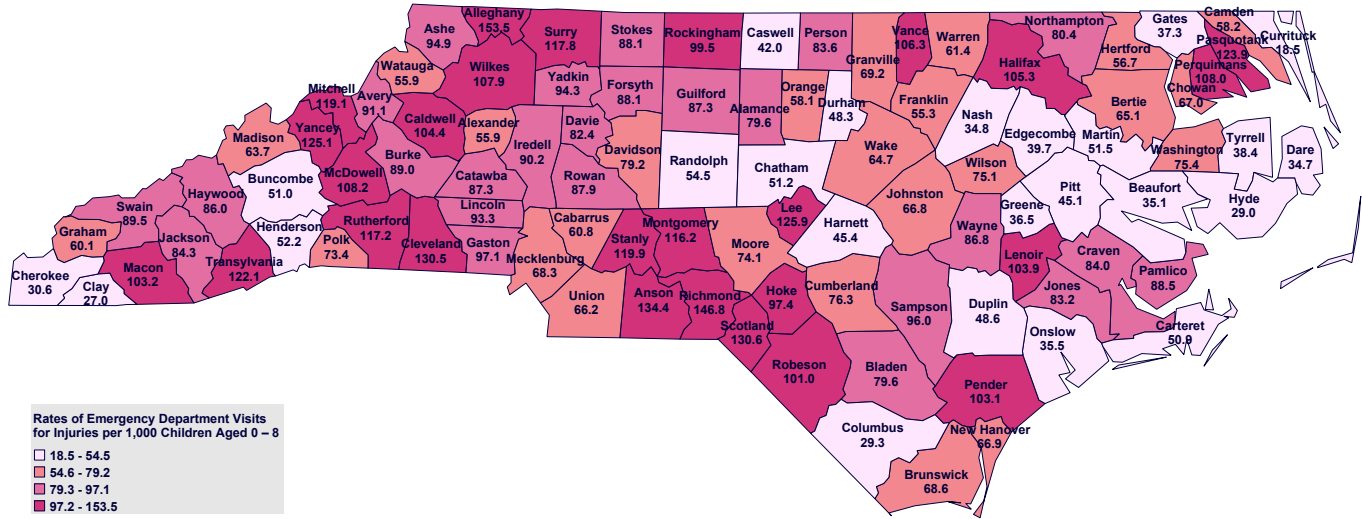 Alleghany
153.5
Ashe
94.9
Surry
117.8
Stokes
88.1
Rockingham
99.5
Caswell
42.0
Person
83.6
Granville
69.2
Vance
106.3
Warren
61.4
Northampton
80.4
Gates
37.3
Camden
58.2
Currituck
18.5
Pasquotank
123.9
Perquimans
108.0
Chowan
67.0
Hertford
56.7
Halifax
105.3
Watauga
55.9
Wilkes
107.9
Yadkin
94.3
Forsyth
88.1
Guilford
87.3
Alamance
79.6
Orange
58.1
Durham
48.3
Franklin
55.3
Nash
34.8
Edgecombe
39.7
Martin
51.5
Bertie
65.1
Washington
75.4
Tyrrell
38.4
Dare
34.7
Mitchell
119.1
Avery
91.1
Yancey
125.1
Caldwell
104.4
Alexander
55.9
Iredell
90.2
Davie
82.4
Davidson
79.2
Randolph
54.5
Chatham
51.2
Wake
64.7
Wilson
75.1
Madison
63.7
Buncombe
51.0
McDowell
108.2
Burke
89.0
Catawba
87.3
Rowan
87.9
Johnston
66.8
Greene
36.5
Pitt
45.1
Beaufort
35.1
Hyde
29.0
Haywood
86.0
Swain
89.5
Graham
60.1
Jackson
84.3
Henderson
52.2
Polk
73.4
Rutherford
117.2
Cleveland
130.5
Lincoln
93.3
Gaston
97.1
Mecklenburg
68.3
Cabarrus
60.8
Stanly
119.9
Montgomery
116.2
Moore
74.1
Lee
125.9
Harnett
45.4
Wayne
86.8
Lenoir
103.9
Craven
84.0
Pamlico
88.5
Cherokee
30.6
Clay
27.0
Macon
103.2
Transylvania
122.1
Union
66.2
Anson
134.4
Richmond
146.8
Scotland
130.6
Hoke
97.4
Cumberland
76.3
Sampson
96.0
Duplin
48.6
Jones
83.2
Onslow
35.5
Carteret
50.9
Robeson
101.0
Bladen
79.6
Pender
103.1
Columbus
29.3
New Hanover
66.9
Brunswick
68.6
Rates of Emergency Department Visits
for Injuries per 1,000 Children Aged 0 – 8
18.5 - 54.5
54.6 - 79.2
79.3 - 97.1
97.2 - 153.5